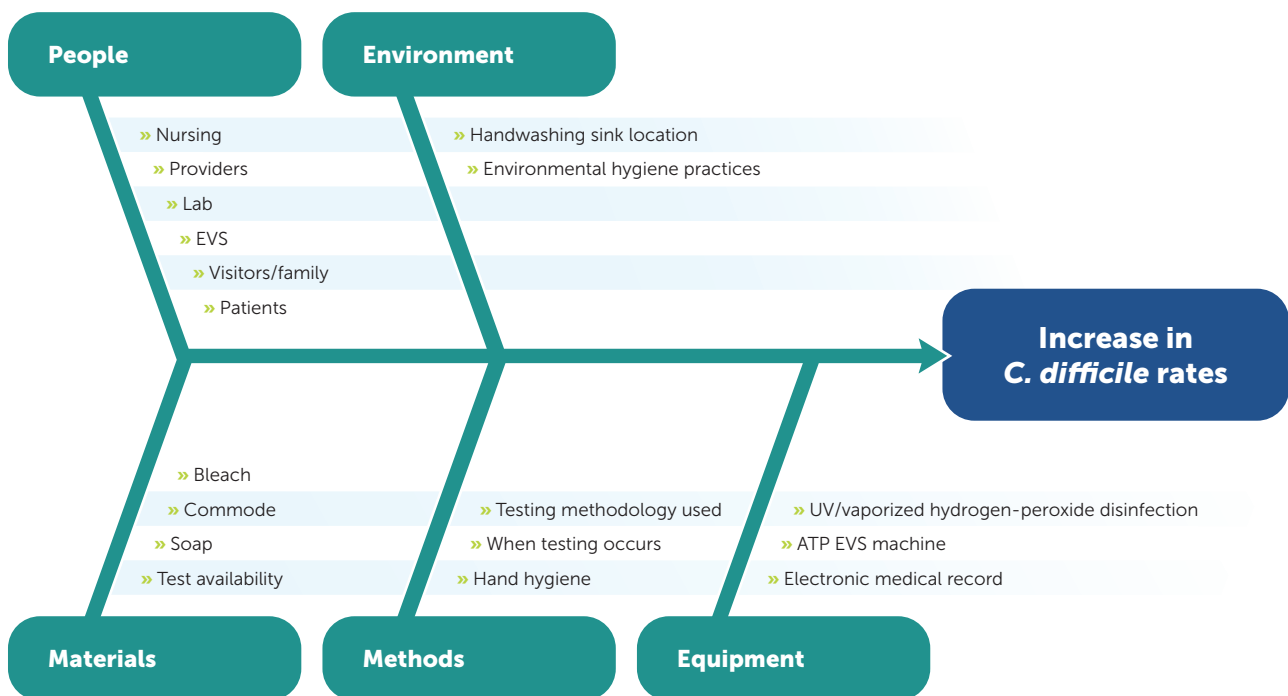 People
Environment
» Nursing
» Providers
» Lab
» EVS
» Visitors/family
» Patients
» Handwashing sink location
» Environmental hygiene practices
Increase in
C. difficile rates
» Bleach
» Commode
» Soap
» Test availability
» Testing methodology used
» When testing occurs
» Hand hygiene
» UV/vaporized hydrogen-peroxide disinfection
» ATP EVS machine
» Electronic medical record
Materials
Methods
Equipment